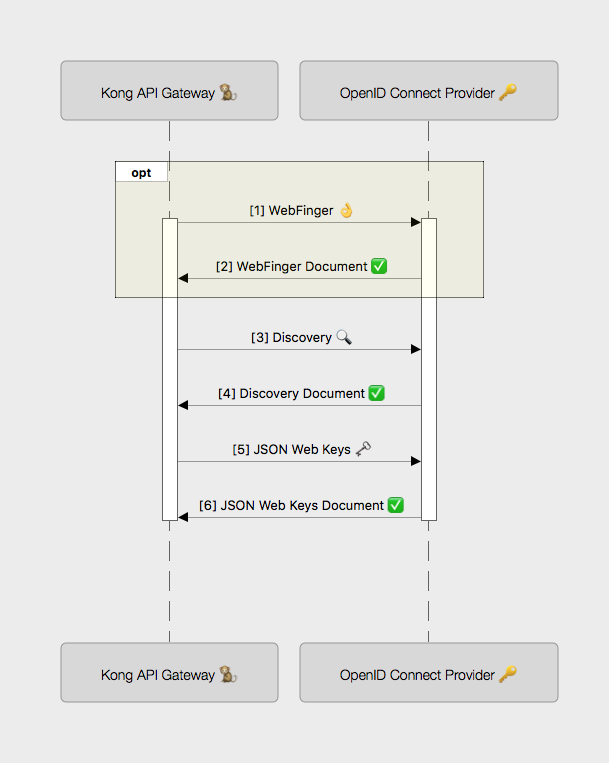 Kong API Gateway 🐒
OpenID Connect Provider 🔑
opt
[1] WebFinger 👌
[2] WebFinger Document ✅
[3] Discovery 🔍
[4] Discovery Document ✅
[5] JSON Web Keys 🗝
[6] JSON Web Keys Document ✅
Kong API Gateway 🐒
OpenID Connect Provider 🔑